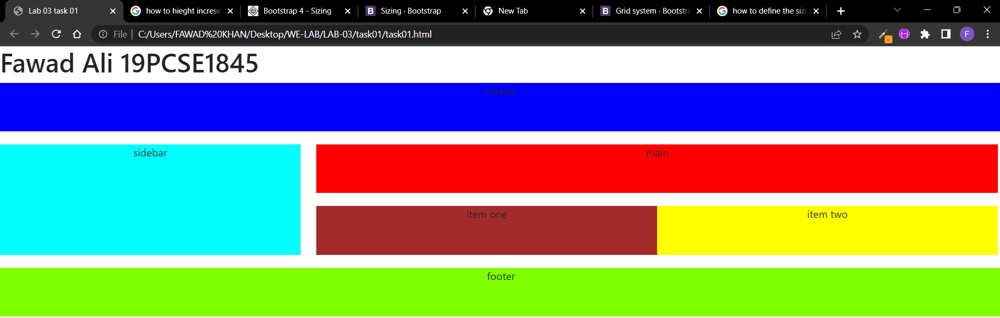 Lab 03 task 01
how to hieght increse
Bootstrap 4 - Sizing
Sizing · Bootstrap
New Tab
Grid system · Bootstra
how to define the size
File
C:/Users/FAWAD%20KHAN/Desktop/WE-LAB/LAB-03/task01/task01.html
F
Fawad Ali 19PCSE1845
Header
sidebar
main
item one
item two
footer